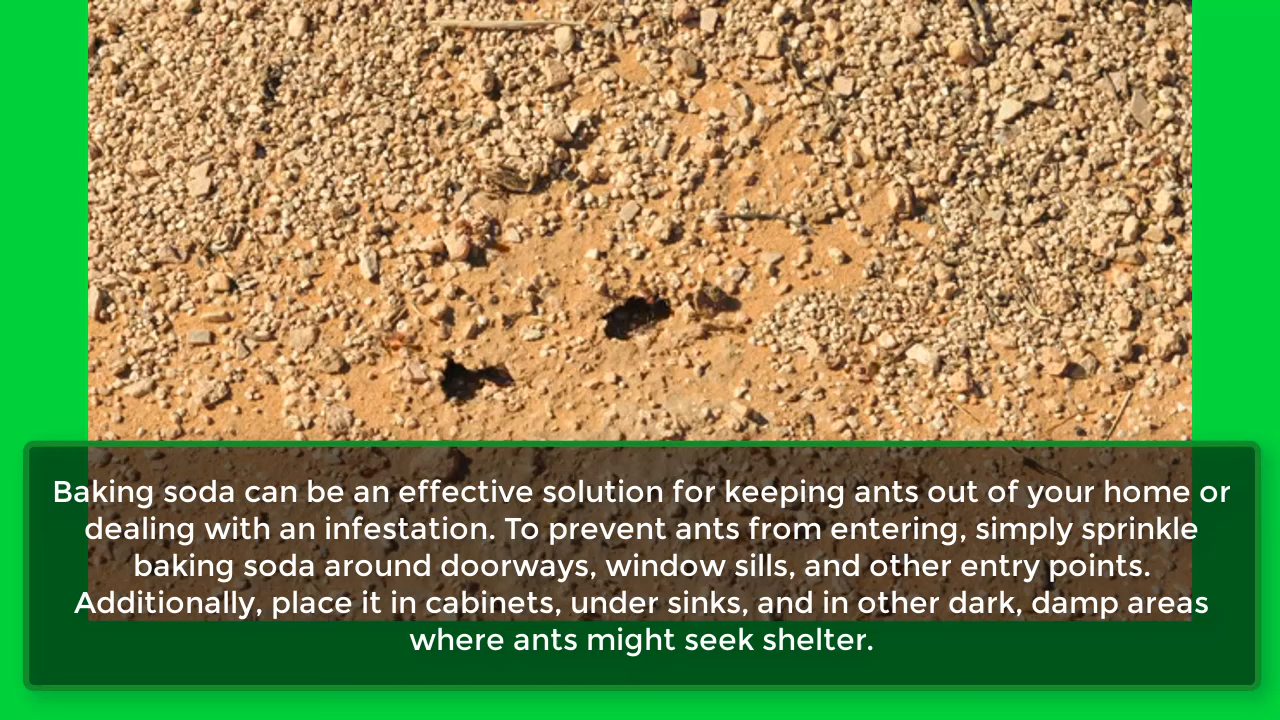 Baking soda can be an effective solution for keeping ants out of your home or
dealing with an infestation. To prevent ants from entering, simply sprinkle
baking soda around doorways, window sills, and other entry points.
Additionally, place it in cabinets, under sinks, and in other dark, damp areas
where ants might seek shelter.